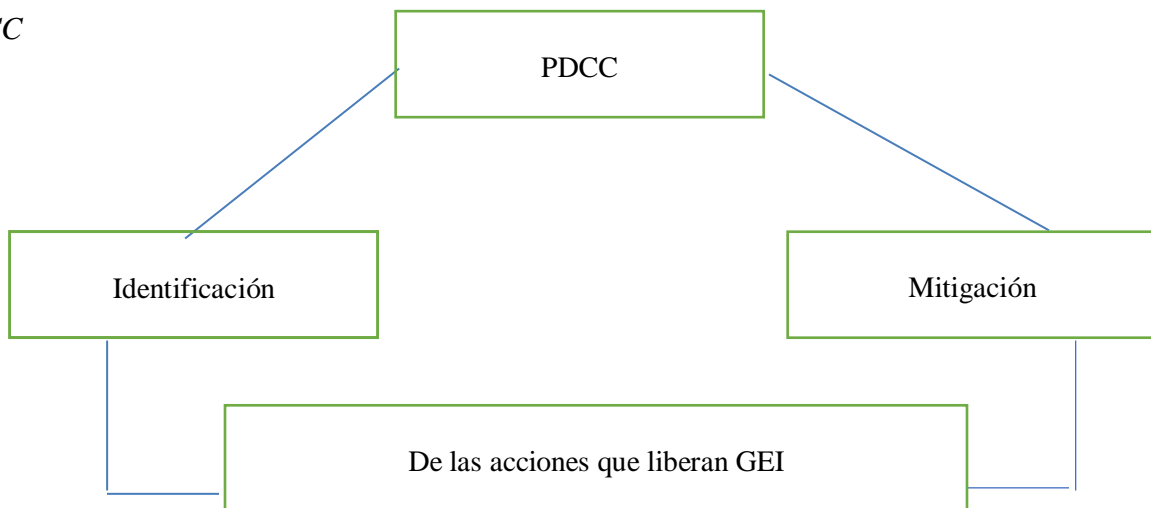 PDCC
Identificación
Mitigación
De las acciones que liberan GEI